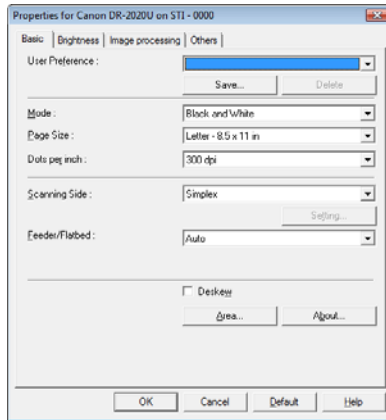 Properties for Canon DR-2020U on STI - 0000
Basic Brightness Image processing Others
User Preference :
Save... Delete
Mode : Black and White
Page Size : Letter - 8.5 x 11 in
Dots per inch : 300 dpi
Scanning Side : Simplex
Setting...
Feeder/Flatbed : Auto
Deskew
Area... About...
OK Cancel Default Help